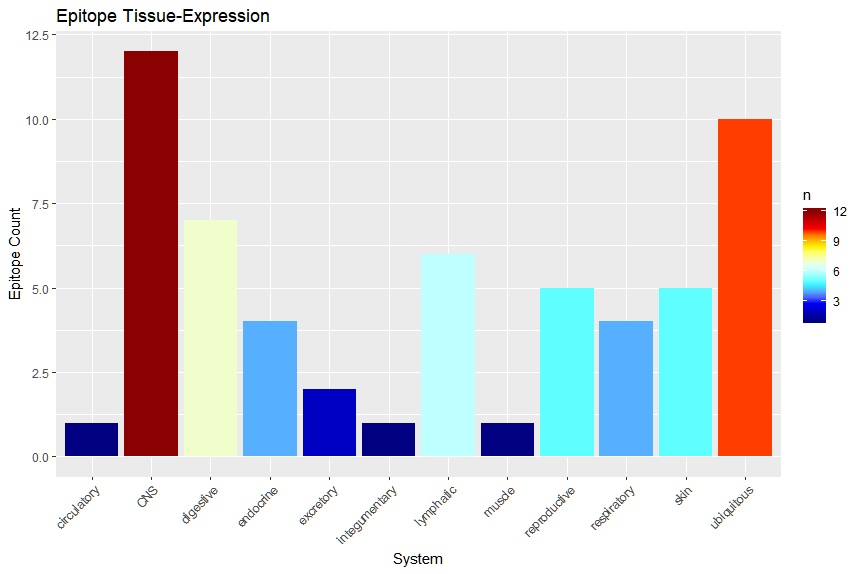 Epitope Tissue-Expression
12.5
10.0
7.5
5.0
2.5
0.0
Epitope Count
circulatory
CNS
digestive
endocrine
excretory
integumentary
lymphatic
muscle
reproductive
respiratory
skin
ubiquitous
System
n
12
9
6
3